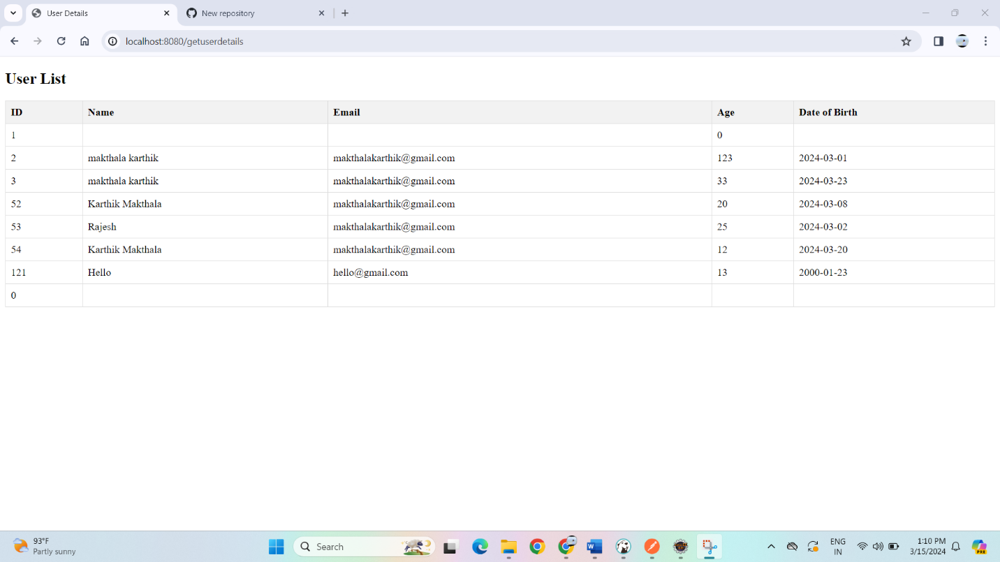 User Details
New repository
localhost:8080/getuserdetails
User List
ID Name Email Age Date of Birth
1 0
2 makthala karthik makthalakarthik@gmail.com 123 2024-03-01
3 makthala karthik makthalakarthik@gmail.com 33 2024-03-23
52 Karthik Makthala makthalakarthik@gmail.com 20 2024-03-08
53 Rajesh makthalakarthik@gmail.com 25 2024-03-02
54 Karthik Makthala makthalakarthik@gmail.com 12 2024-03-20
121 Hello hello@gmail.com 13 2000-01-23
0
93°F
Partly sunny
Search
W
ENG
IN
1:10 PM
3/15/2024
PRE